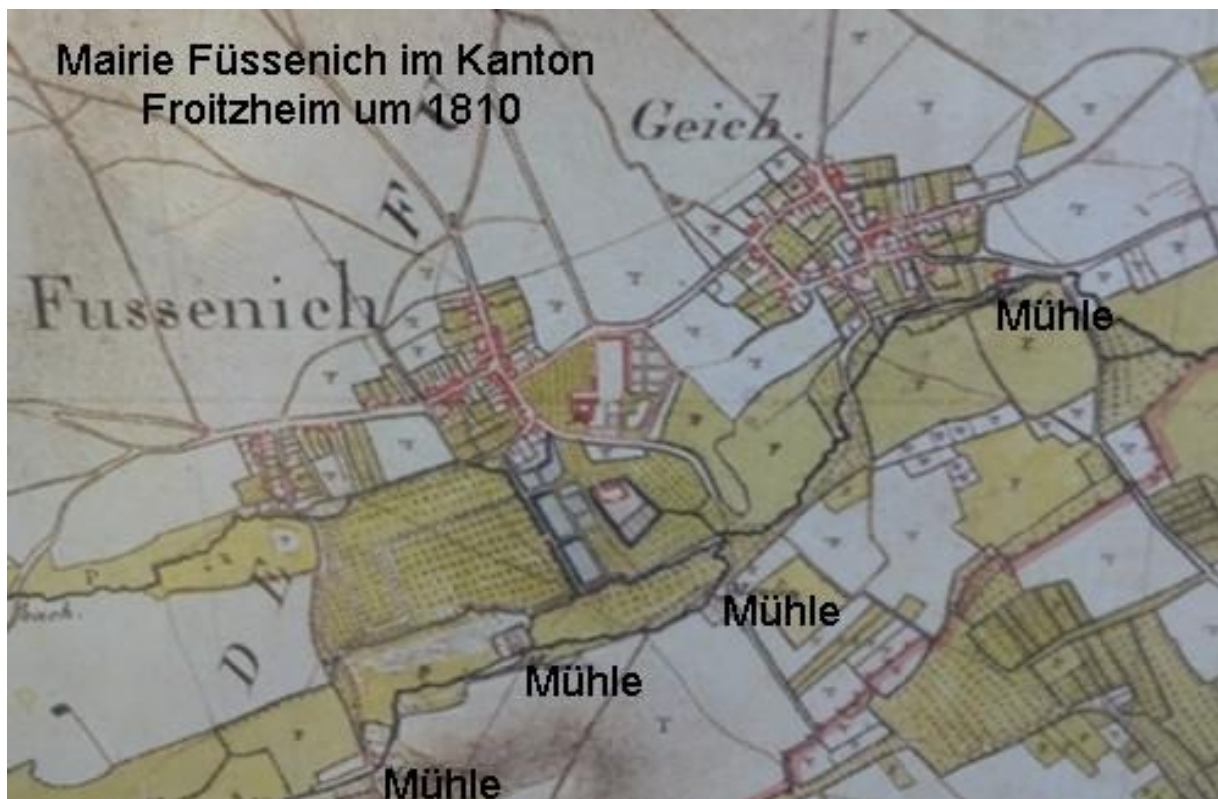 Mairie Füssenich im Kanton
Froitzheim um 1810
Geich.
Fussenich
Mühle
Mühle
Mühle
Mühle